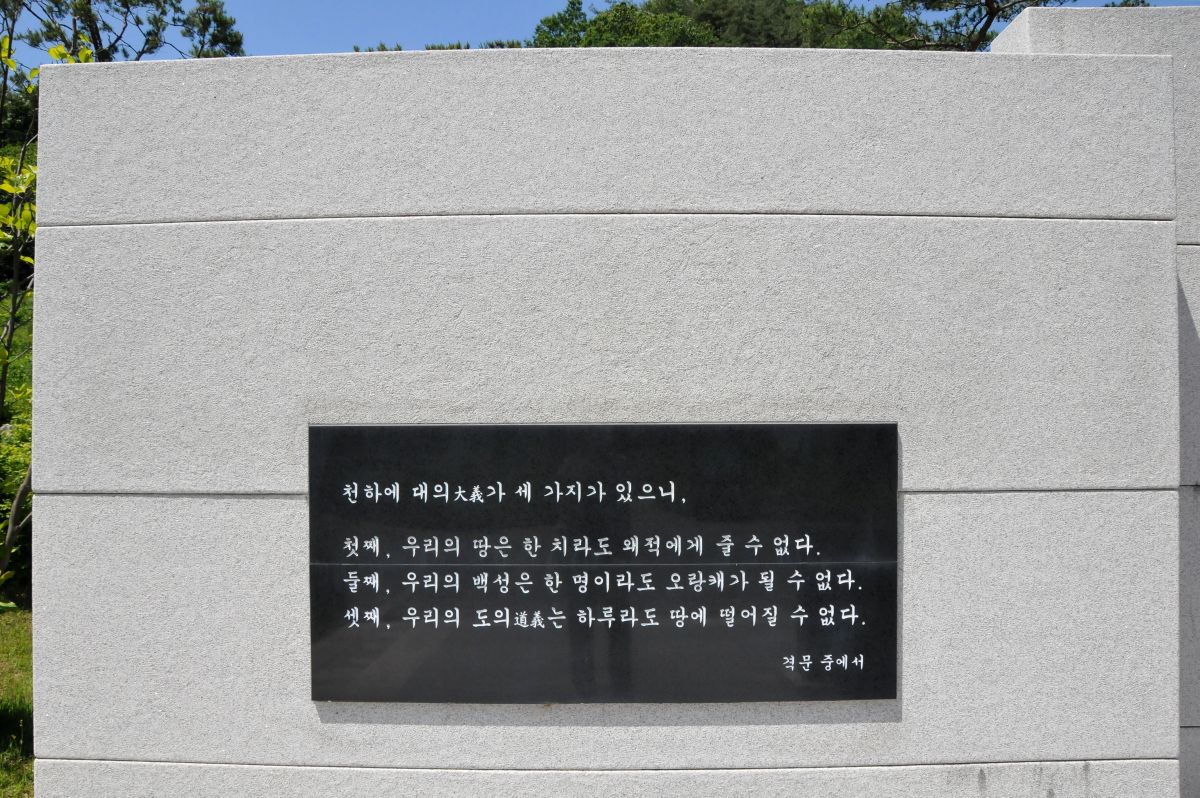 천하에 대의大義가 세 가지가 있으니,
첫째, 우리의 땅은 한 치라도 왜적에게 줄 수 없다.
둘째, 우리의 백성은 한 명이라도 오랑캐가 될 수 없다.
셋째, 우리의 도의道義는 하루라도 땅에 떨어질 수 없다.
격문 중에서